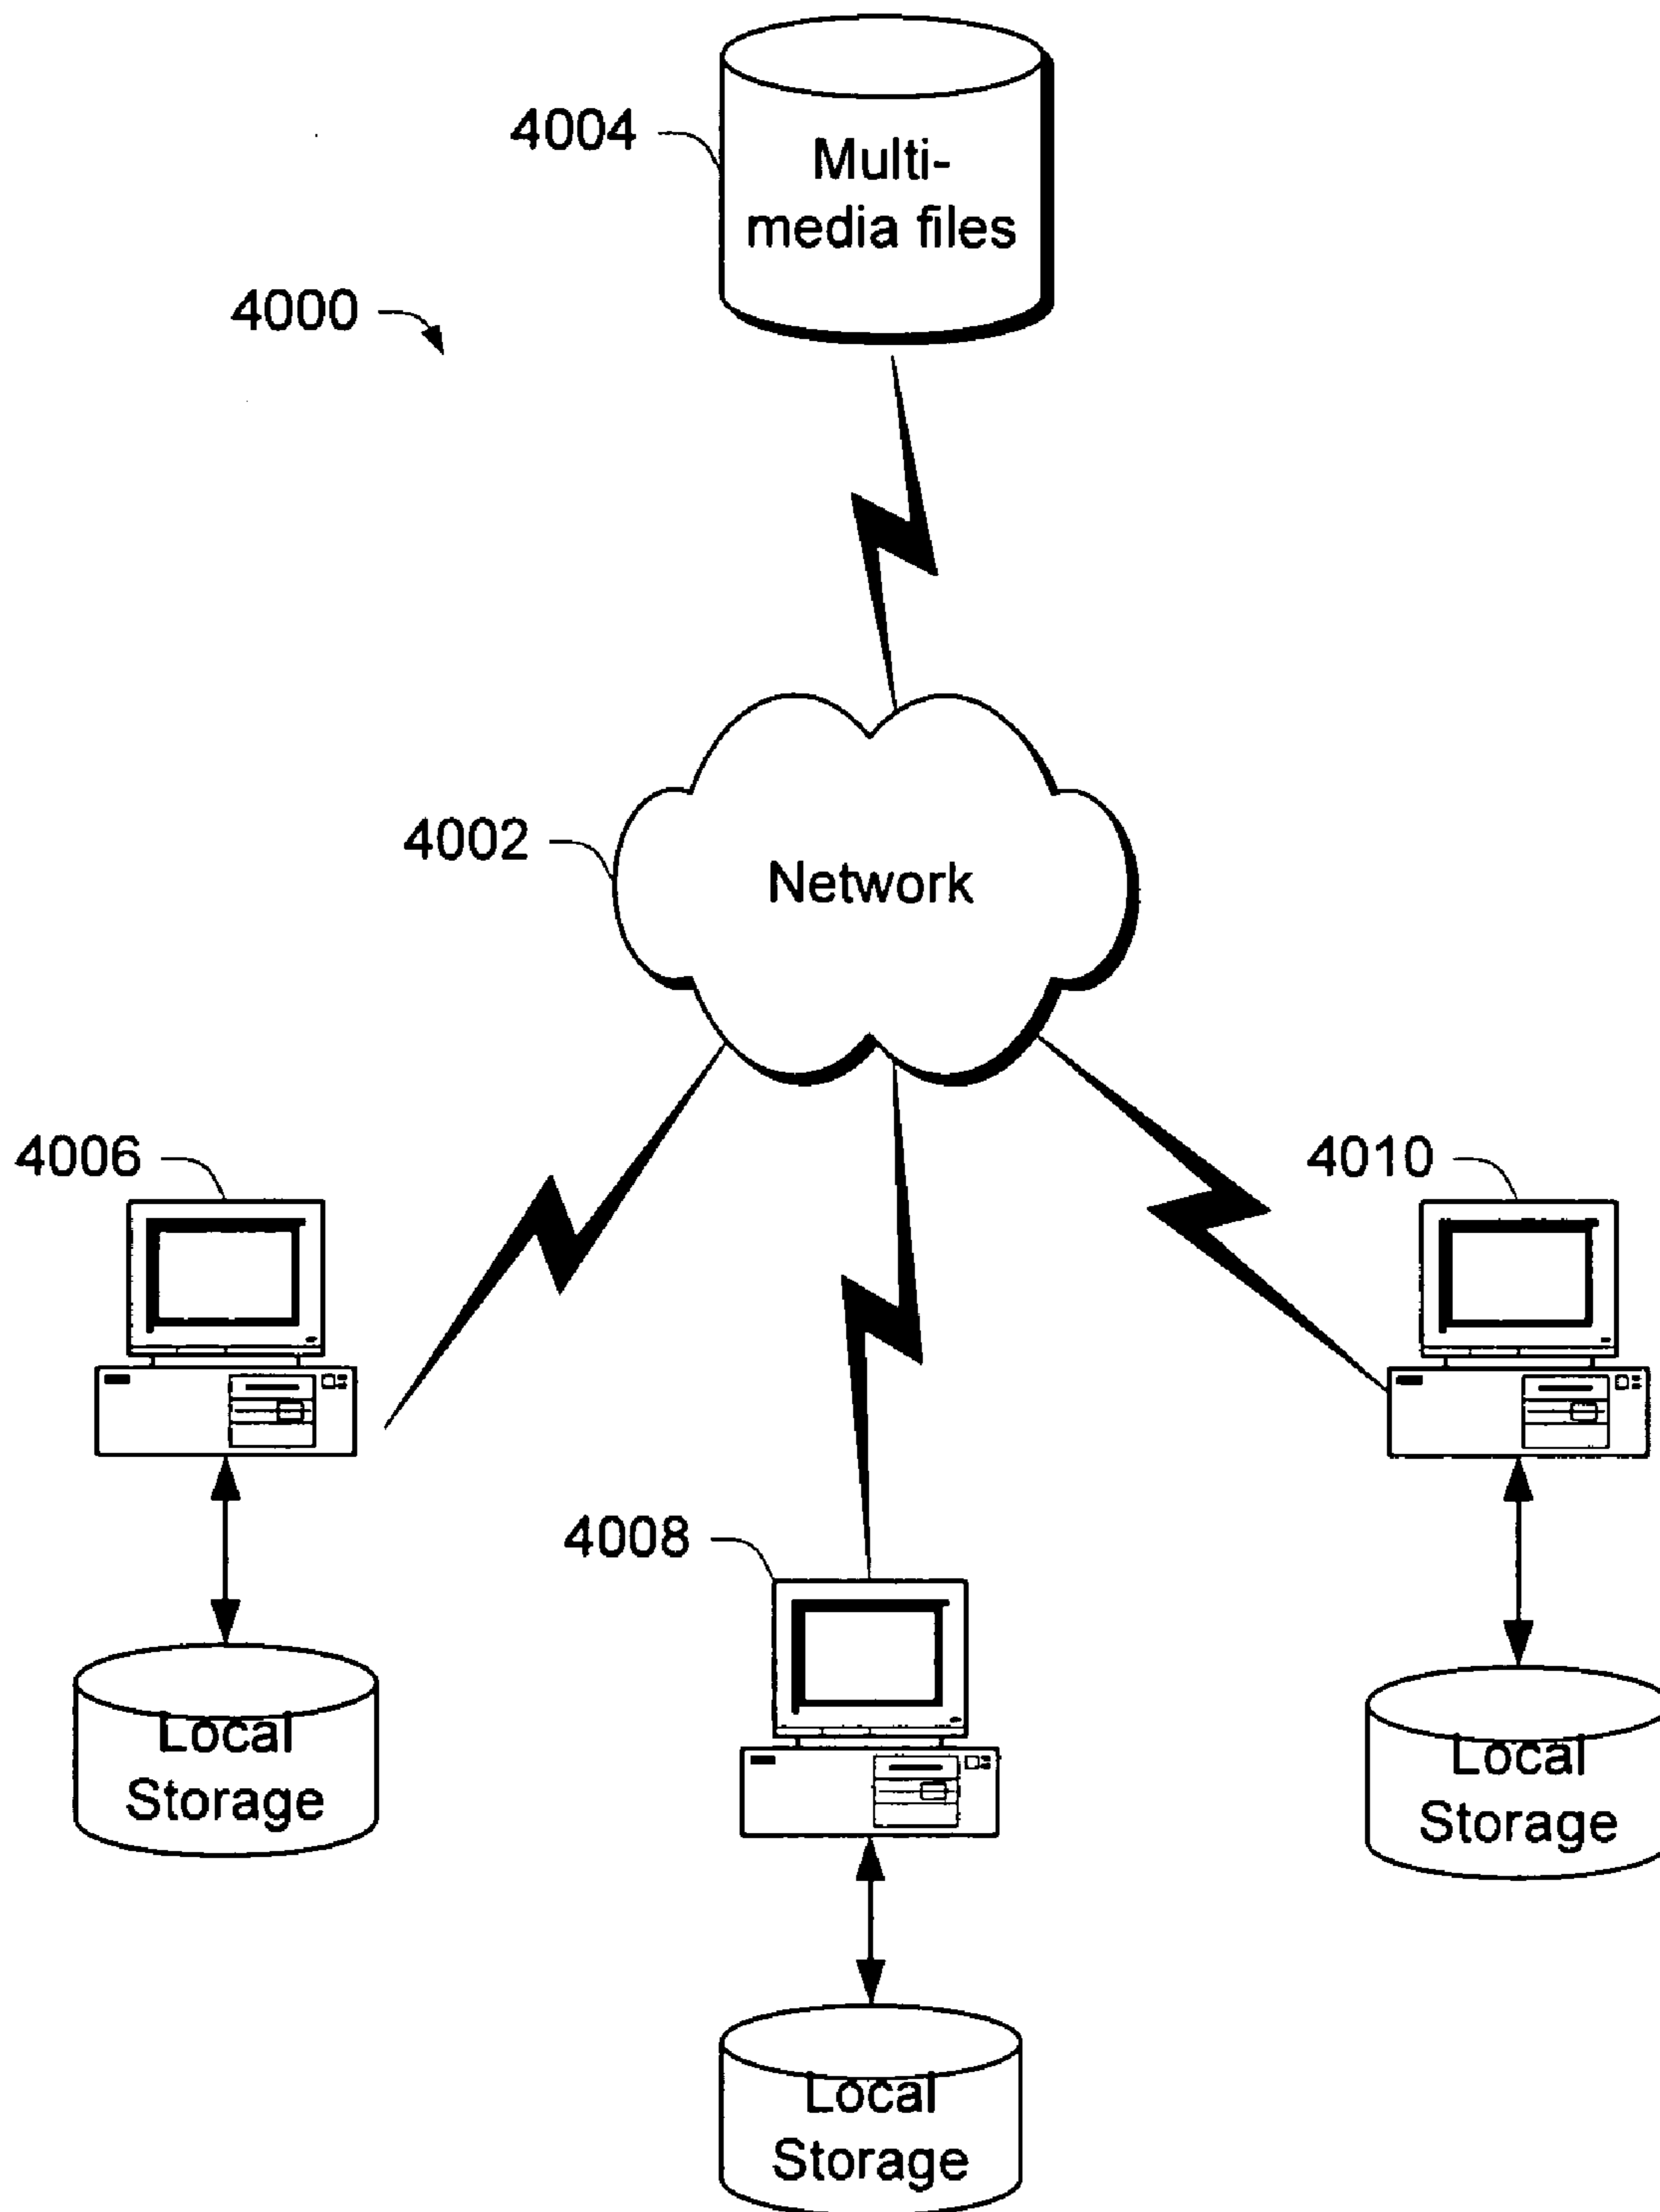 4004
Multi-
media files
4000
4002
Network
4006
4010
4008
Local
Storage
Local
Storage
Local
Storage